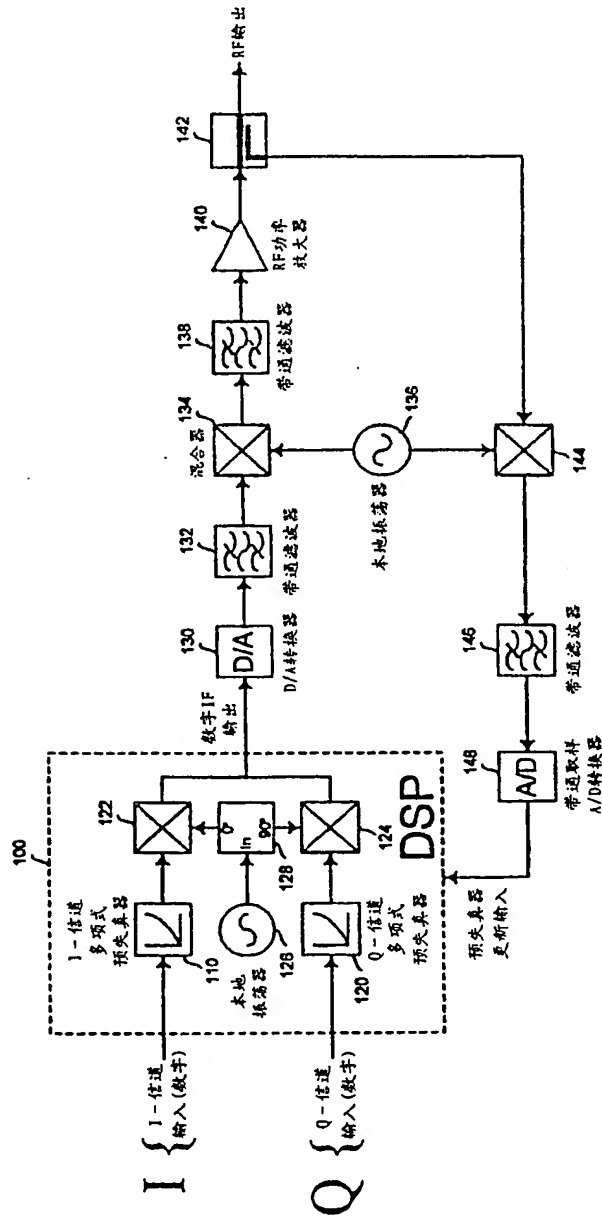 I
I-信道
输入(数字)
Q
Q-信道
输入(数字)
100
I-信道
多项式
预失真器
110
本地
振荡器
126
Q-信道
多项式
预失真器
120
122
0°
In
90°
128
124
DSP
数字IF
输出
D/A
130
D/A转换器
132
带通滤波器
134
混合器
138
带通滤波器
140
RF功率
放大器
142
RF输出
136
本地振荡器
144
146
带通滤波器
A/D
148
带通取样
A/D转换器
预失真器
更新输入